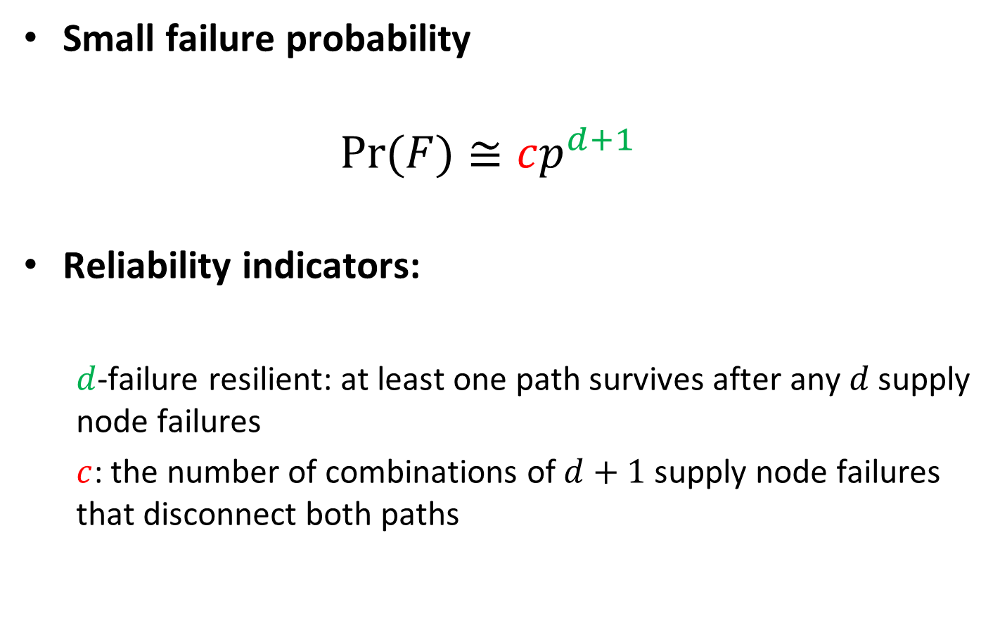 • Small failure probability
Pr(𝐹) ≅ 𝑐𝑝^{𝑑+1}
• Reliability indicators:
𝑑-failure resilient: at least one path survives after any 𝑑 supply
node failures
𝑐: the number of combinations of 𝑑 + 1 supply node failures
that disconnect both paths